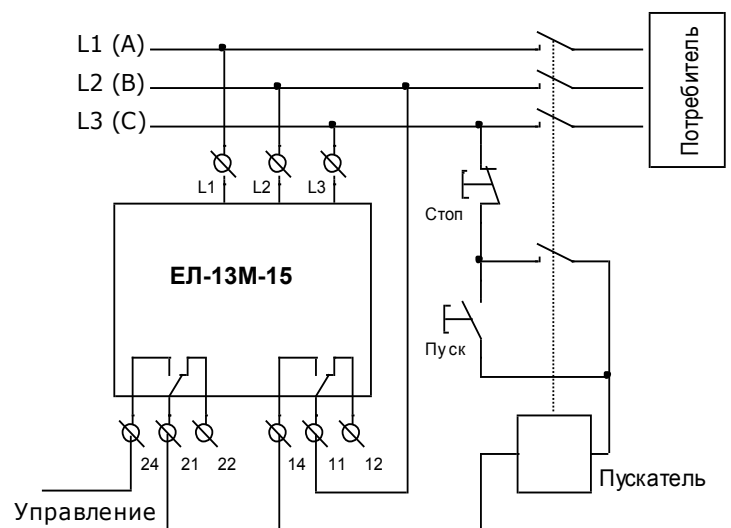 L1 (A)
L2 (B)
L3 (C)
Потребитель
L1
L2
L3
Стоп
ЕЛ-13М-15
Пуск
24
21
22
14
11
12
Управление
Пускатель